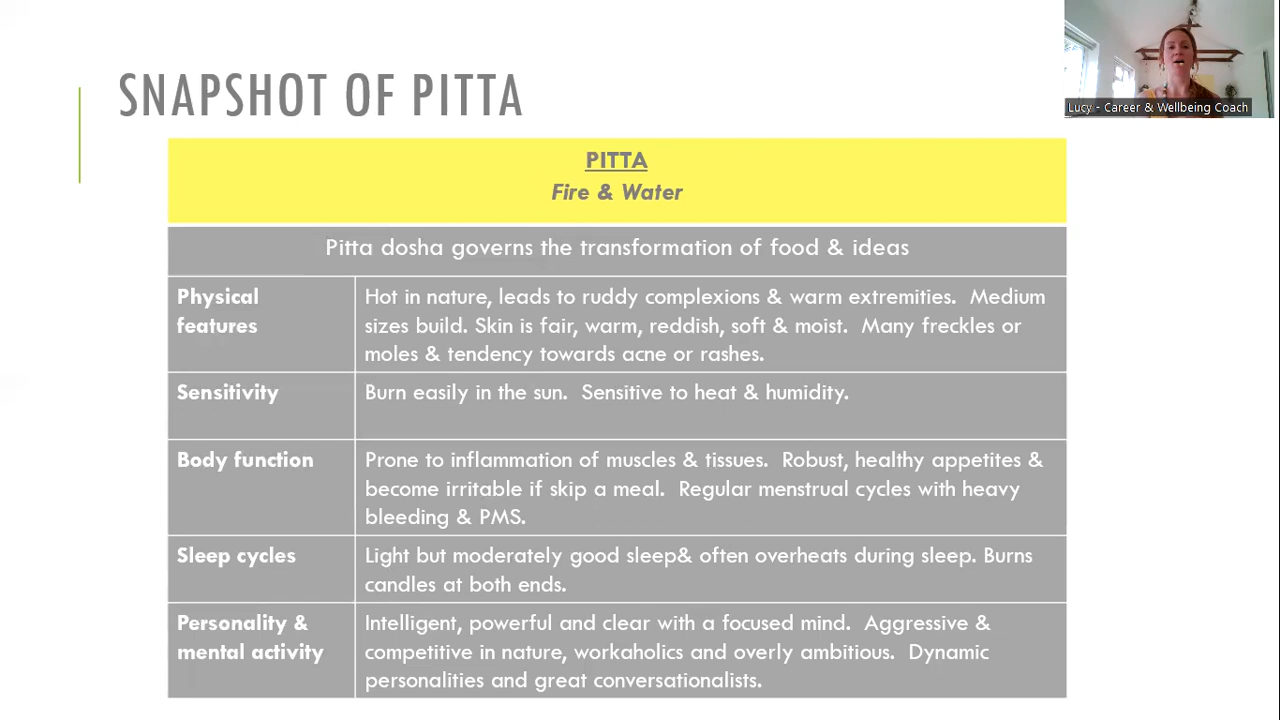 SNAPSHOT OF PITTA
Lucy - Career & Wellbeing Coach
PITTA
Fire & Water
Pitta dosha governs the transformation of food & ideas
Physical
features
Hot in nature, leads to ruddy complexions & warm extremities.  Medium
sizes build. Skin is fair, warm, reddish, soft & moist.  Many freckles or
moles & tendency towards acne or rashes.
Sensitivity
Burn easily in the sun.  Sensitive to heat & humidity.
Body function
Prone to inflammation of muscles & tissues.  Robust, healthy appetites &
become irritable if skip a meal.  Regular menstrual cycles with heavy
bleeding & PMS.
Sleep cycles
Light but moderately good sleep& often overheats during sleep. Burns
candles at both ends.
Personality &
mental activity
Intelligent, powerful and clear with a focused mind.  Aggressive &
competitive in nature, workaholics and overly ambitious.  Dynamic
personalities and great conversationalists.